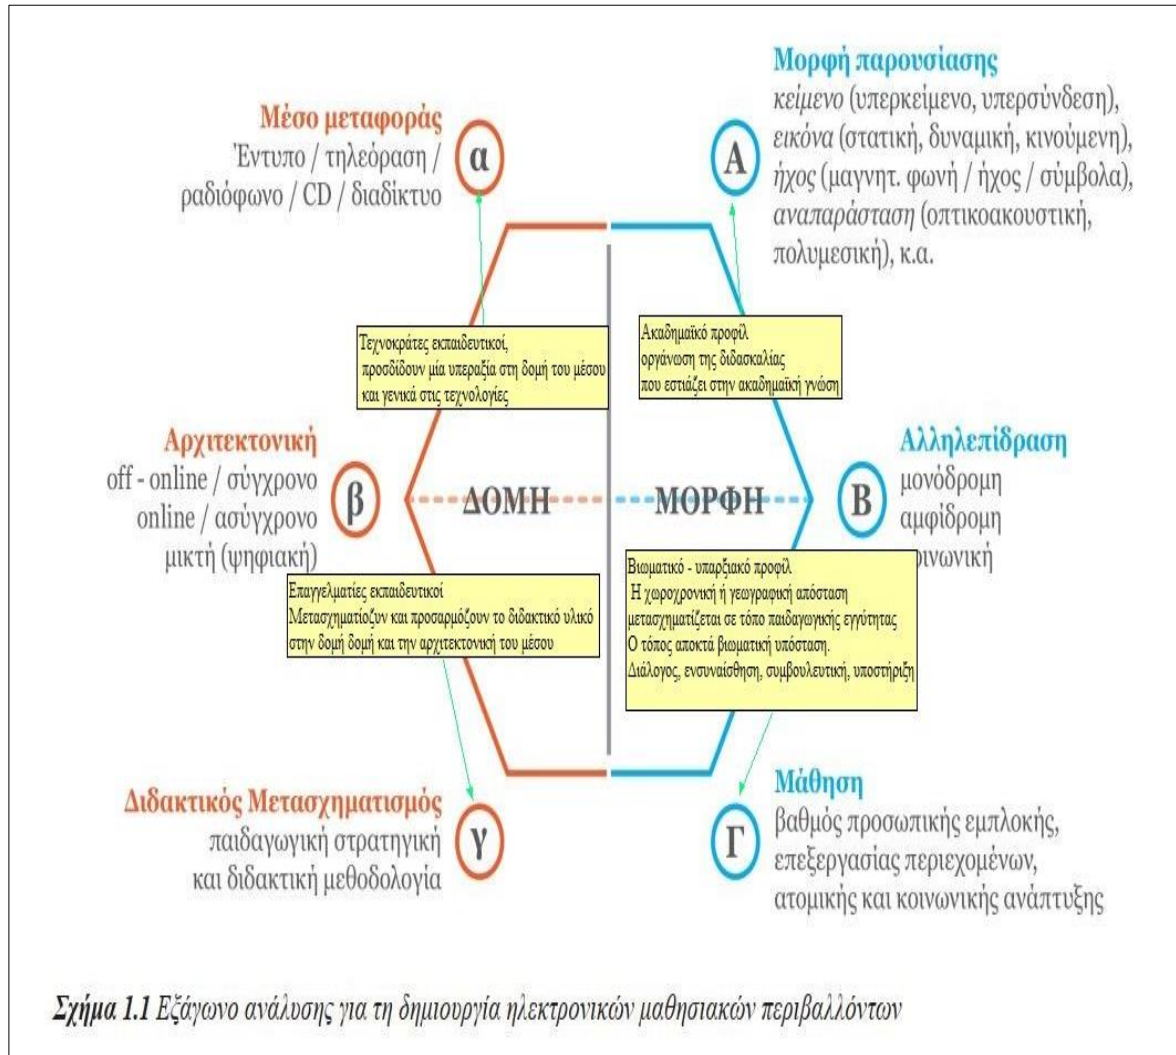 Μέσο μεταφοράς
Έντυπο / τηλεόραση /
ραδιόφωνο / CD / διαδίκτυο
α
Α
Μορφή παρουσίασης
κείμενο (υπερκείμενο, υπερσύνδεση),
εικόνα (στατική, δυναμική, κινούμενη),
ήχος (μαγνητ. φωνή / ήχος / σύμβολα),
αναπαράσταση (οπτικοακουστική,
πολυμεσική), κ.α.
Τεχνοκράτες εκπαιδευτικοί,
προσδίδουν μία υπεραξία στη δομή του μέσου
και γενικά στις τεχνολογίες
Ακαδημαϊκό προφίλ
οργάνωση της διδασκαλίας
που εστιάζει στην ακαδημαϊκή γνώση
Αρχιτεκτονική
off - online / σύγχρονο
online / ασύγχρονο
μικτή (ψηφιακή)
β
ΔΟΜΗ
ΜΟΡΦΗ
Β
Αλληλεπίδραση
μονόδρομη
αμφίδρομη
οινωνική
Επαγγελματίες εκπαιδευτικοί
Μετασχηματίοζυν και προσαρμόζουν το διδακτικό υλικό
στην δομή δομή και την αρχιτεκτονική του μέσου
Βιωματικό - υπαρξιακό προφίλ
Η χωροχρονική ή γεωγραφική απόσταση
μετασχηματίζεται σε τόπο παιδαγωγικής εγγύτητας
Ο τόπος αποκτά βιωματική υπόσταση.
Διάλογος, ενσυναίσθηση, συμβουλευτική, υποστήριξη
Διδακτικός Μετασχηματισμός
παιδαγωγική στρατηγική
και διδακτική μεθοδολογία
γ
Γ
Μάθηση
βαθμός προσωπικής εμπλοκής,
επεξεργασίας περιεχομένων,
ατομικής και κοινωνικής ανάπτυξης
Σχήμα 1.1 Εξάγωνο ανάλυσης για τη δημιουργία ηλεκτρονικών μαθησιακών περιβαλλόντων